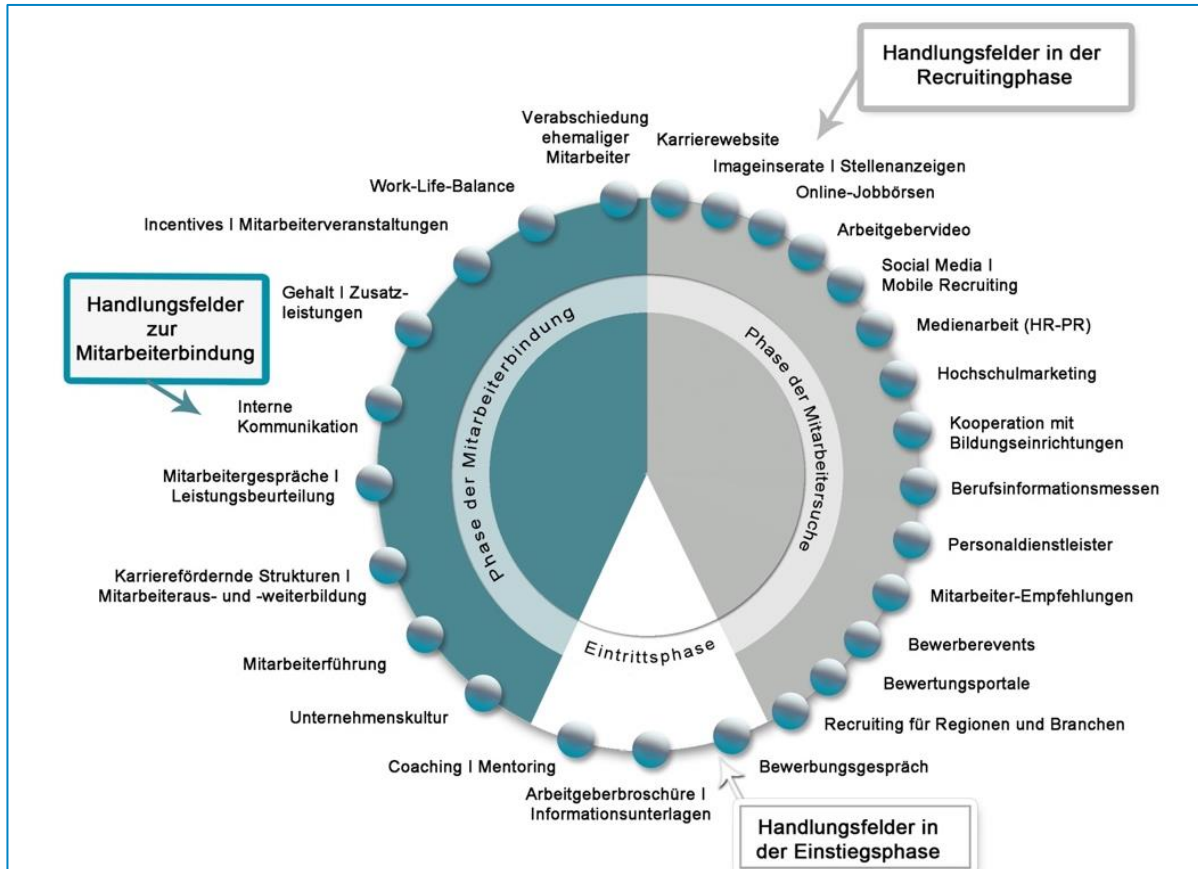 Handlungsfelder in der
Recruitingphase
Verabschiedung
ehemaliger
Mitarbeiter
Karrierewebsite
Imageinserate I Stellenanzeigen
Online-Jobbörsen
Arbeitgebervideo
Social Media I
Mobile Recruiting
Medienarbeit (HR-PR)
Hochschulmarketing
Kooperation mit
Bildungseinrichtungen
Berufsinformationsmessen
Personaldienstleister
Mitarbeiter-Empfehlungen
Bewerberevents
Bewertungsportale
Recruiting für Regionen und Branchen
Bewerbungsgespräch
Handlungsfelder in
der Einstiegsphase
Arbeitgeberbroschüre I
Informationsunterlagen
Coaching I Mentoring
Unternehmenskultur
Mitarbeiterführung
Karrierefördernde Strukturen I
Mitarbeiteraus- und -weiterbildung
Mitarbeitergespräche I
Leistungsbeurteilung
Interne
Kommunikation
Handlungsfelder
zur
Mitarbeiterbindung
Gehalt I Zusatz-
leistungen
Incentives I Mitarbeiterveranstaltungen
Work-Life-Balance
Phase der Mitarbeiterbindung
Phase der Mitarbeitersuche
Eintrittsphase